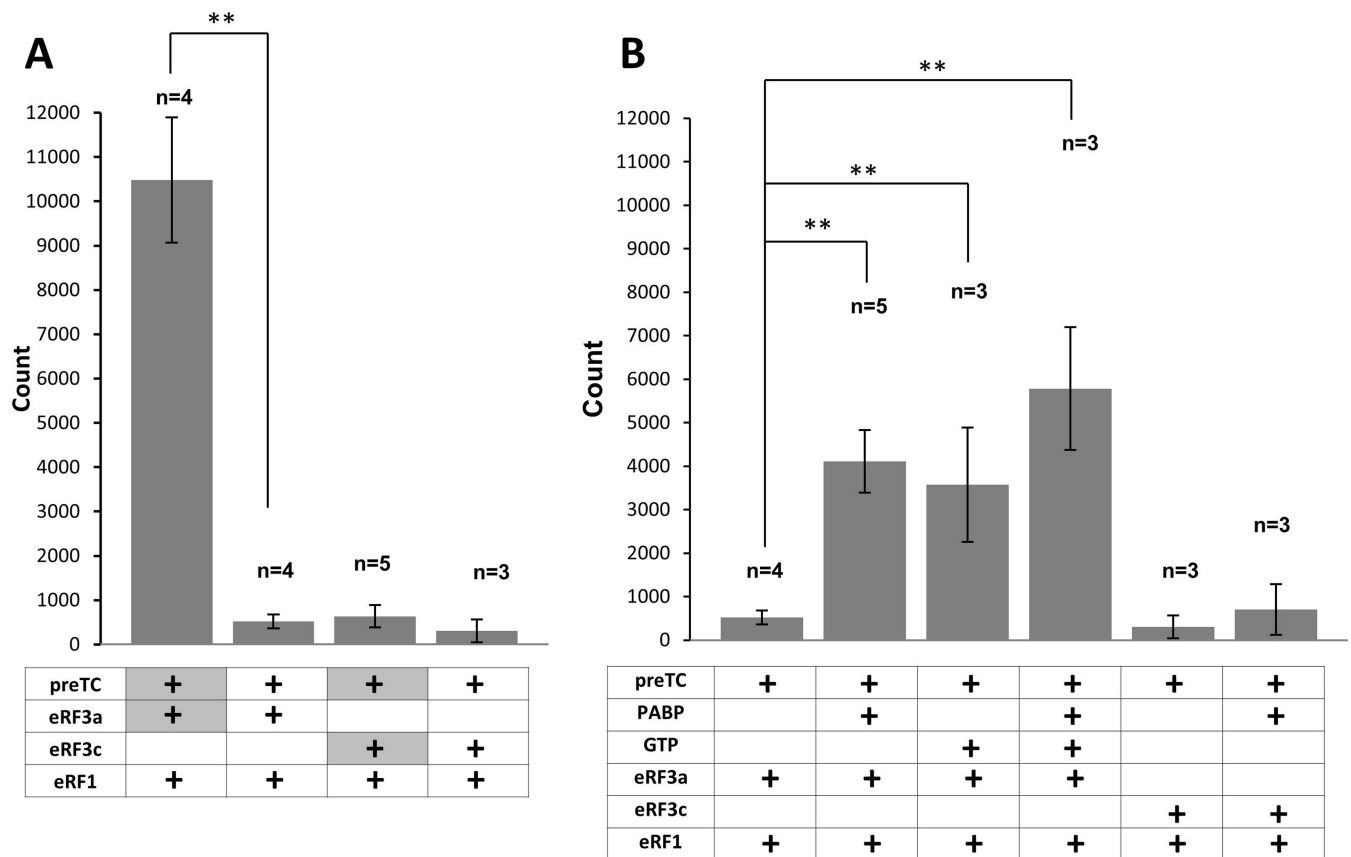 A
**
n=4
12000
11000
10000
9000
8000
7000
6000
5000
4000
3000
2000
1000
0
Count
n=4
n=5
n=3
preTC + + + +
eRF3a + +
eRF3c + +
eRF1 + + + +
B
**
**
**
12000
11000
10000
9000
8000
7000
6000
5000
4000
3000
2000
1000
0
Count
n=4
n=5
n=3
n=3
n=3
n=3
preTC + + + + + +
PABP + + +
GTP + +
eRF3a + + + +
eRF3c + +
eRF1 + + + + + +